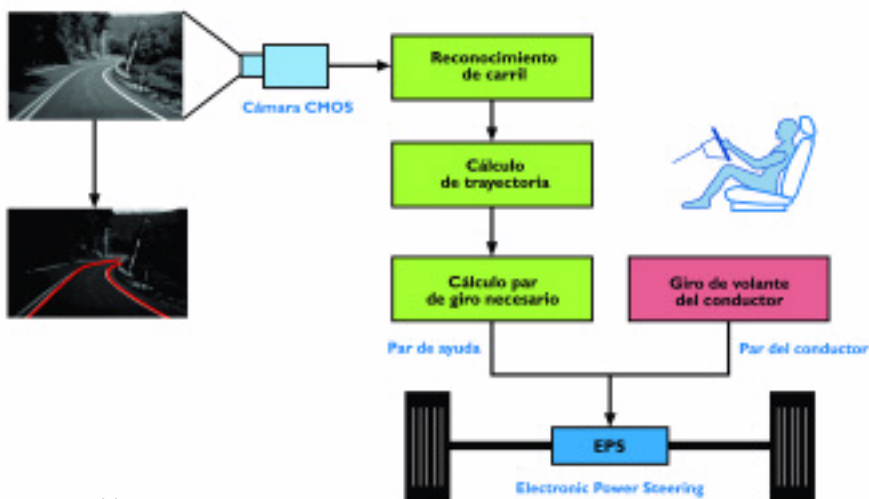 Reconocimiento
de carril
Cámara CMOS
Cálculo
de trayectoria
Cálculo par
de giro necesario
Giro de volante
del conductor
Par de ayuda
Par del conductor
EPS
Electronic Power Steering